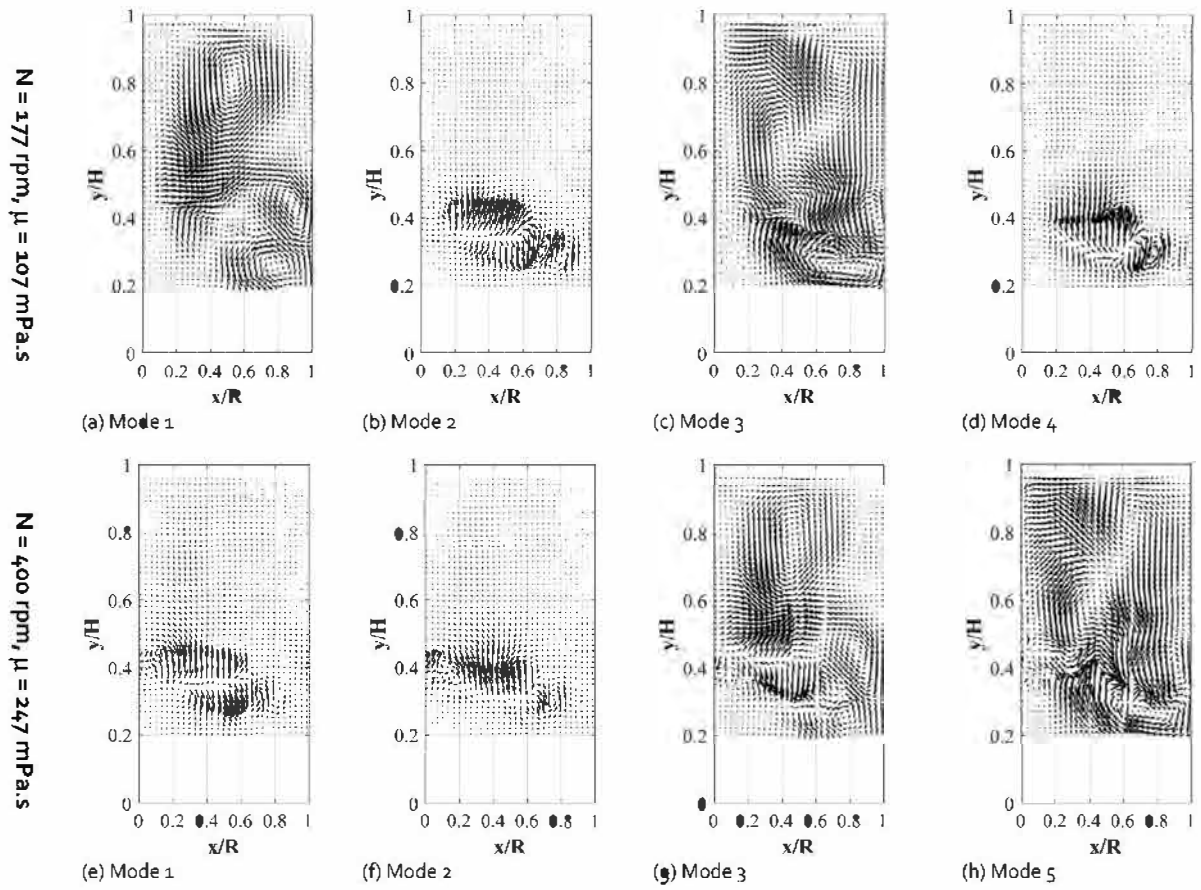 N = 177 rpm, μ = 107 mPa.s
1
0.8
0.6
0.4
0.2
0
y/H
0 0.2 0.4 0.6 0.8 1
x/R
(a) Mode 1
1
0.8
0.6
0.4
0.2
0
y/H
0 0.2 0.4 0.6 0.8 1
x/R
(b) Mode 2
1
0.8
0.6
0.4
0.2
0
y/H
0 0.2 0.4 0.6 0.8 1
x/R
(c) Mode 3
1
0.8
0.6
0.4
0.2
0
y/H
0 0.2 0.4 0.6 0.8 1
x/R
(d) Mode 4
N = 400 rpm, μ = 247 mPa.s
1
0.8
0.6
0.4
0.2
0
y/H
0 0.2 0.4 0.6 0.8 1
x/R
(e) Mode 1
1
0.8
0.6
0.4
0.2
0
y/H
0 0.2 0.4 0.6 0.8 1
x/R
(f) Mode 2
1
0.8
0.6
0.4
0.2
0
y/H
0 0.2 0.4 0.6 0.8 1
x/R
(g) Mode 3
1
0.8
0.6
0.4
0.2
0
y/H
0 0.2 0.4 0.6 0.8 1
x/R
(h) Mode 5